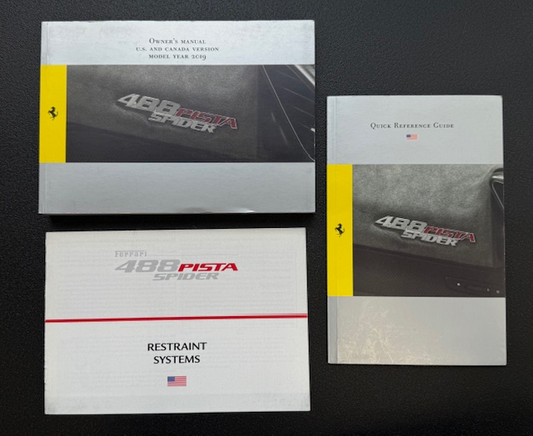 Owner's manual
U.S. and Canada version
model year 2019
488 PISTA
SPIDER
Quick Reference Guide
488 PISTA
SPIDER
Ferrari
488 PISTA
SPIDER
RESTRAINT
SYSTEMS